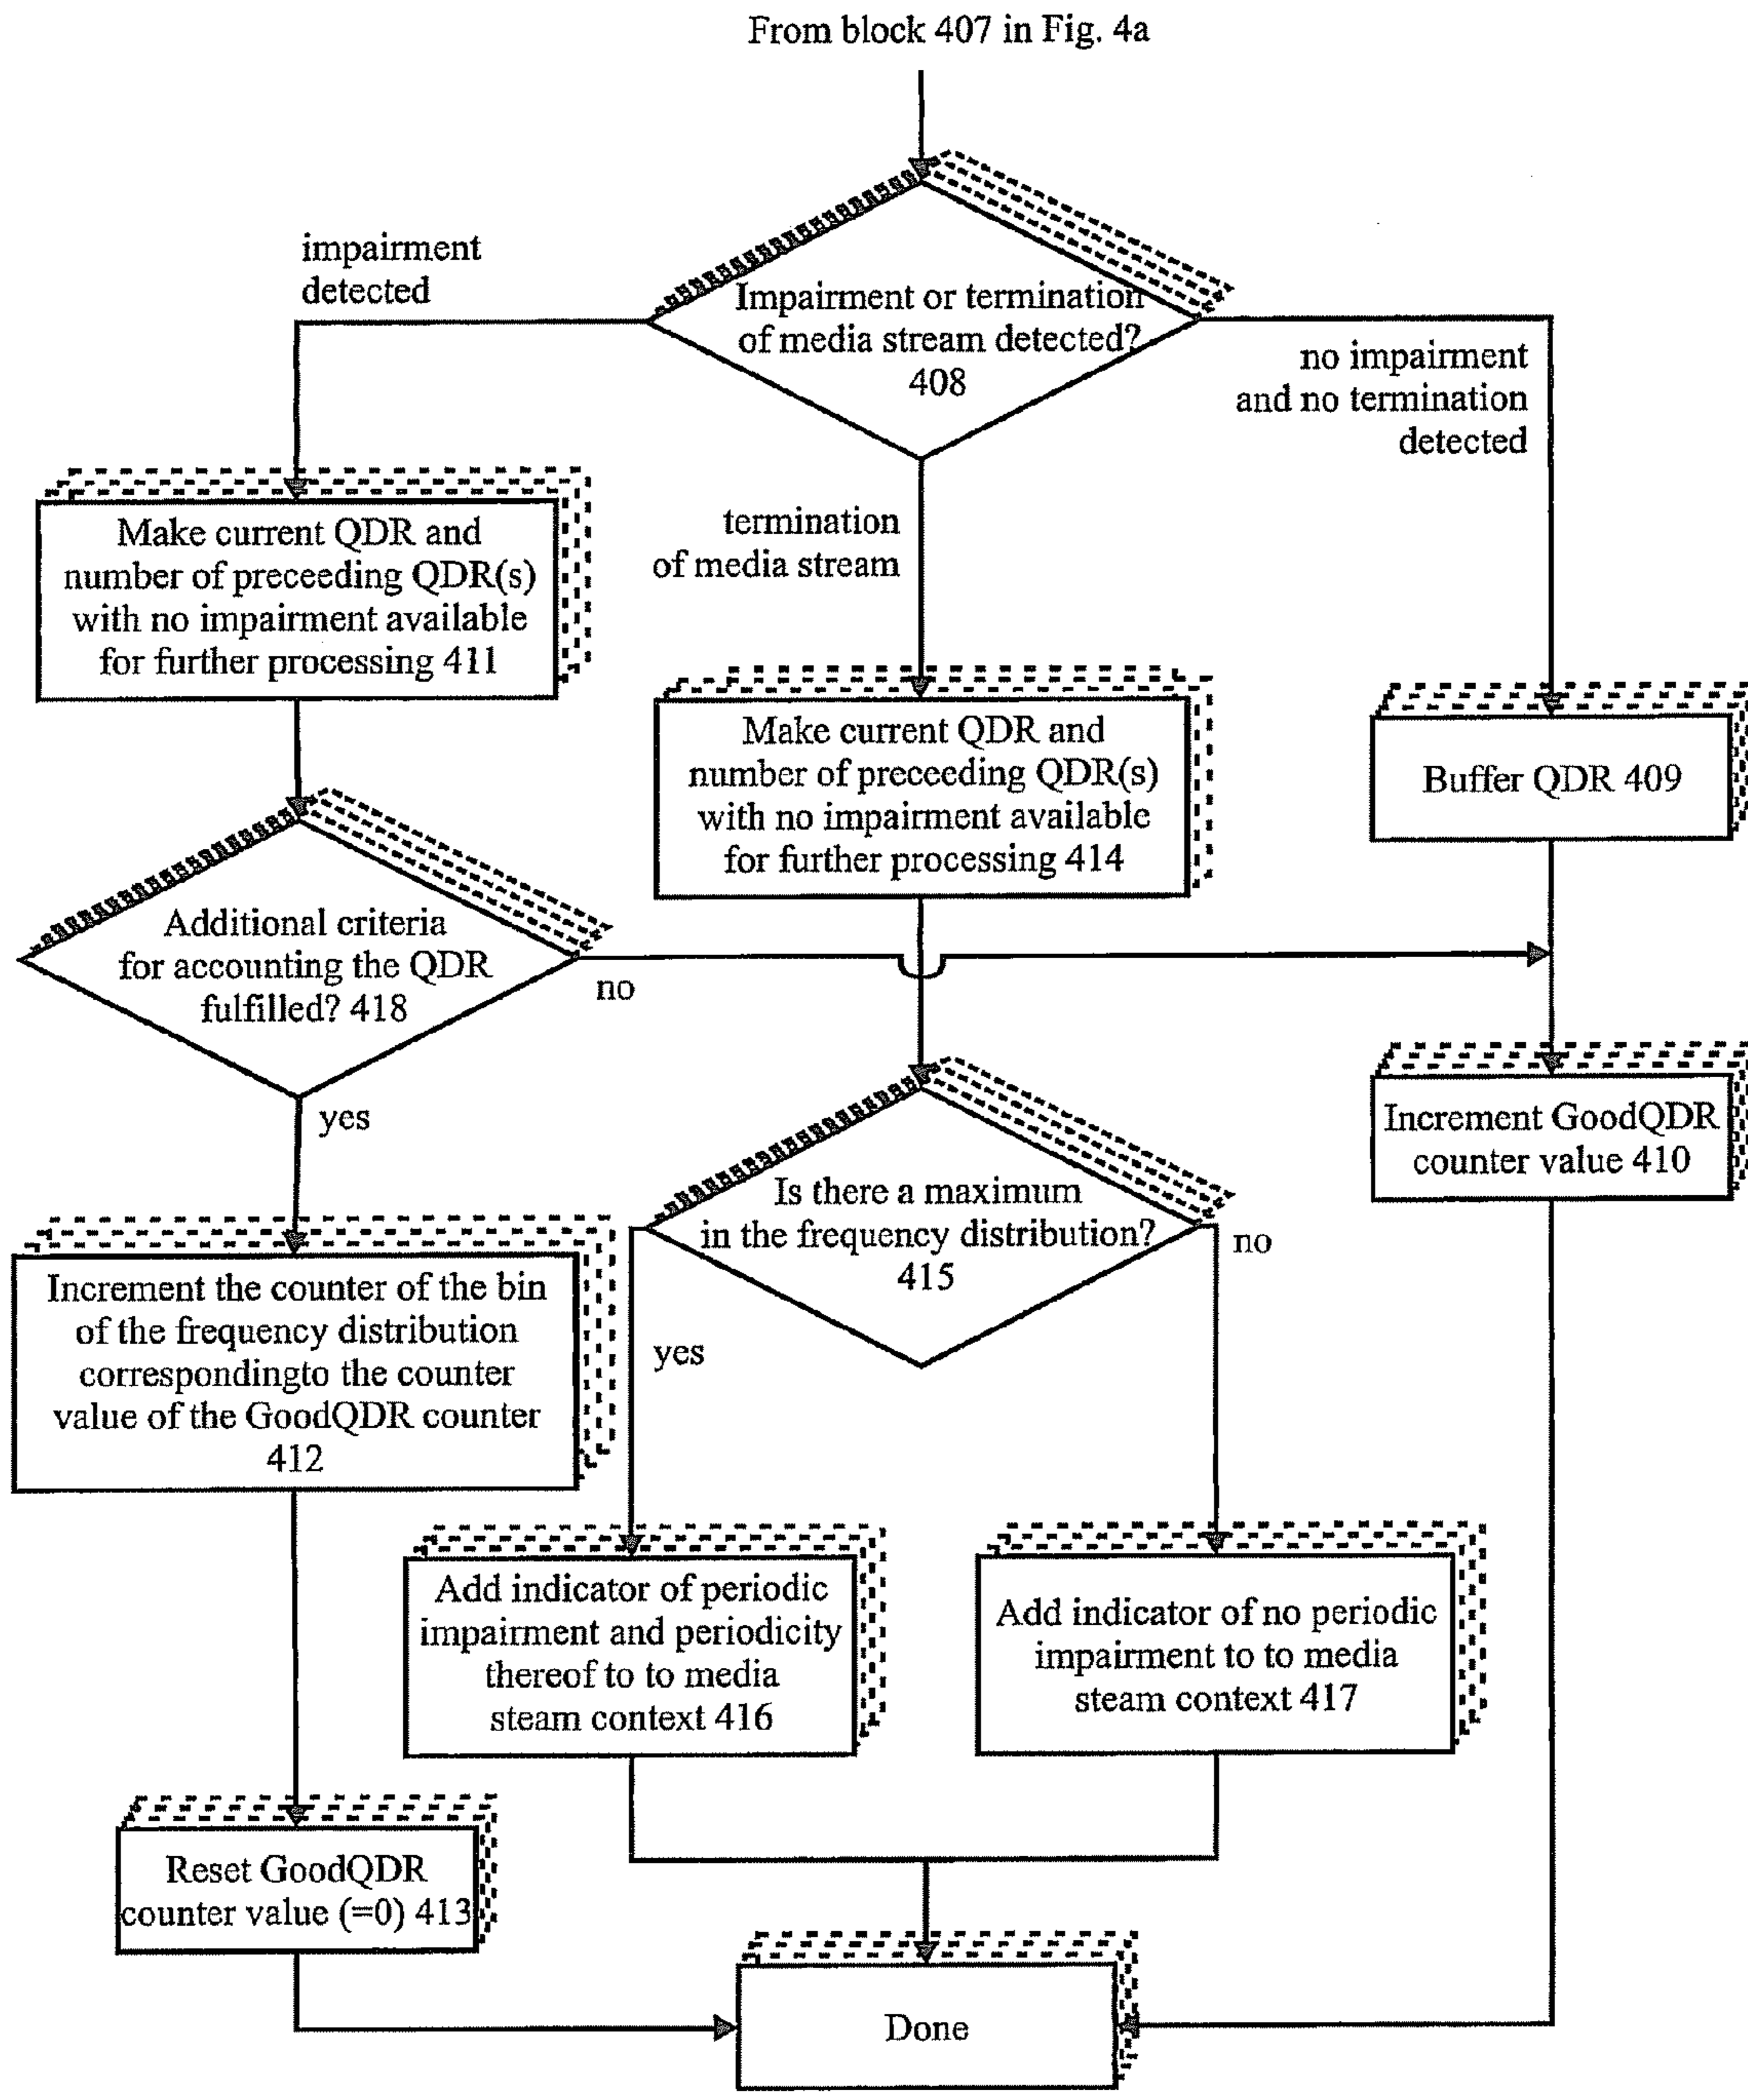 From block 407 in Fig. 4a
impairment
detected
Impairment or termination
of media stream detected?
408
no impairment
and no termination
detected
Make current QDR and
number of preceeding QDR(s)
with no impairment available
for further processing 411
termination
of media stream
Make current QDR and
number of preceeding QDR(s)
with no impairment available
for further processing 414
Buffer QDR 409
Additional criteria
for accounting the QDR
fulfilled? 418
no
yes
Increment GoodQDR
counter value 410
Is there a maximum
in the frequency distribution?
415
no
yes
Increment the counter of the bin
of the frequency distribution
correspondingto the counter
value of the GoodQDR counter
412
Add indicator of periodic
impairment and periodicity
thereof to to media
steam context 416
Add indicator of no periodic
impairment to to media
steam context 417
Reset GoodQDR
counter value (=0) 413
Done